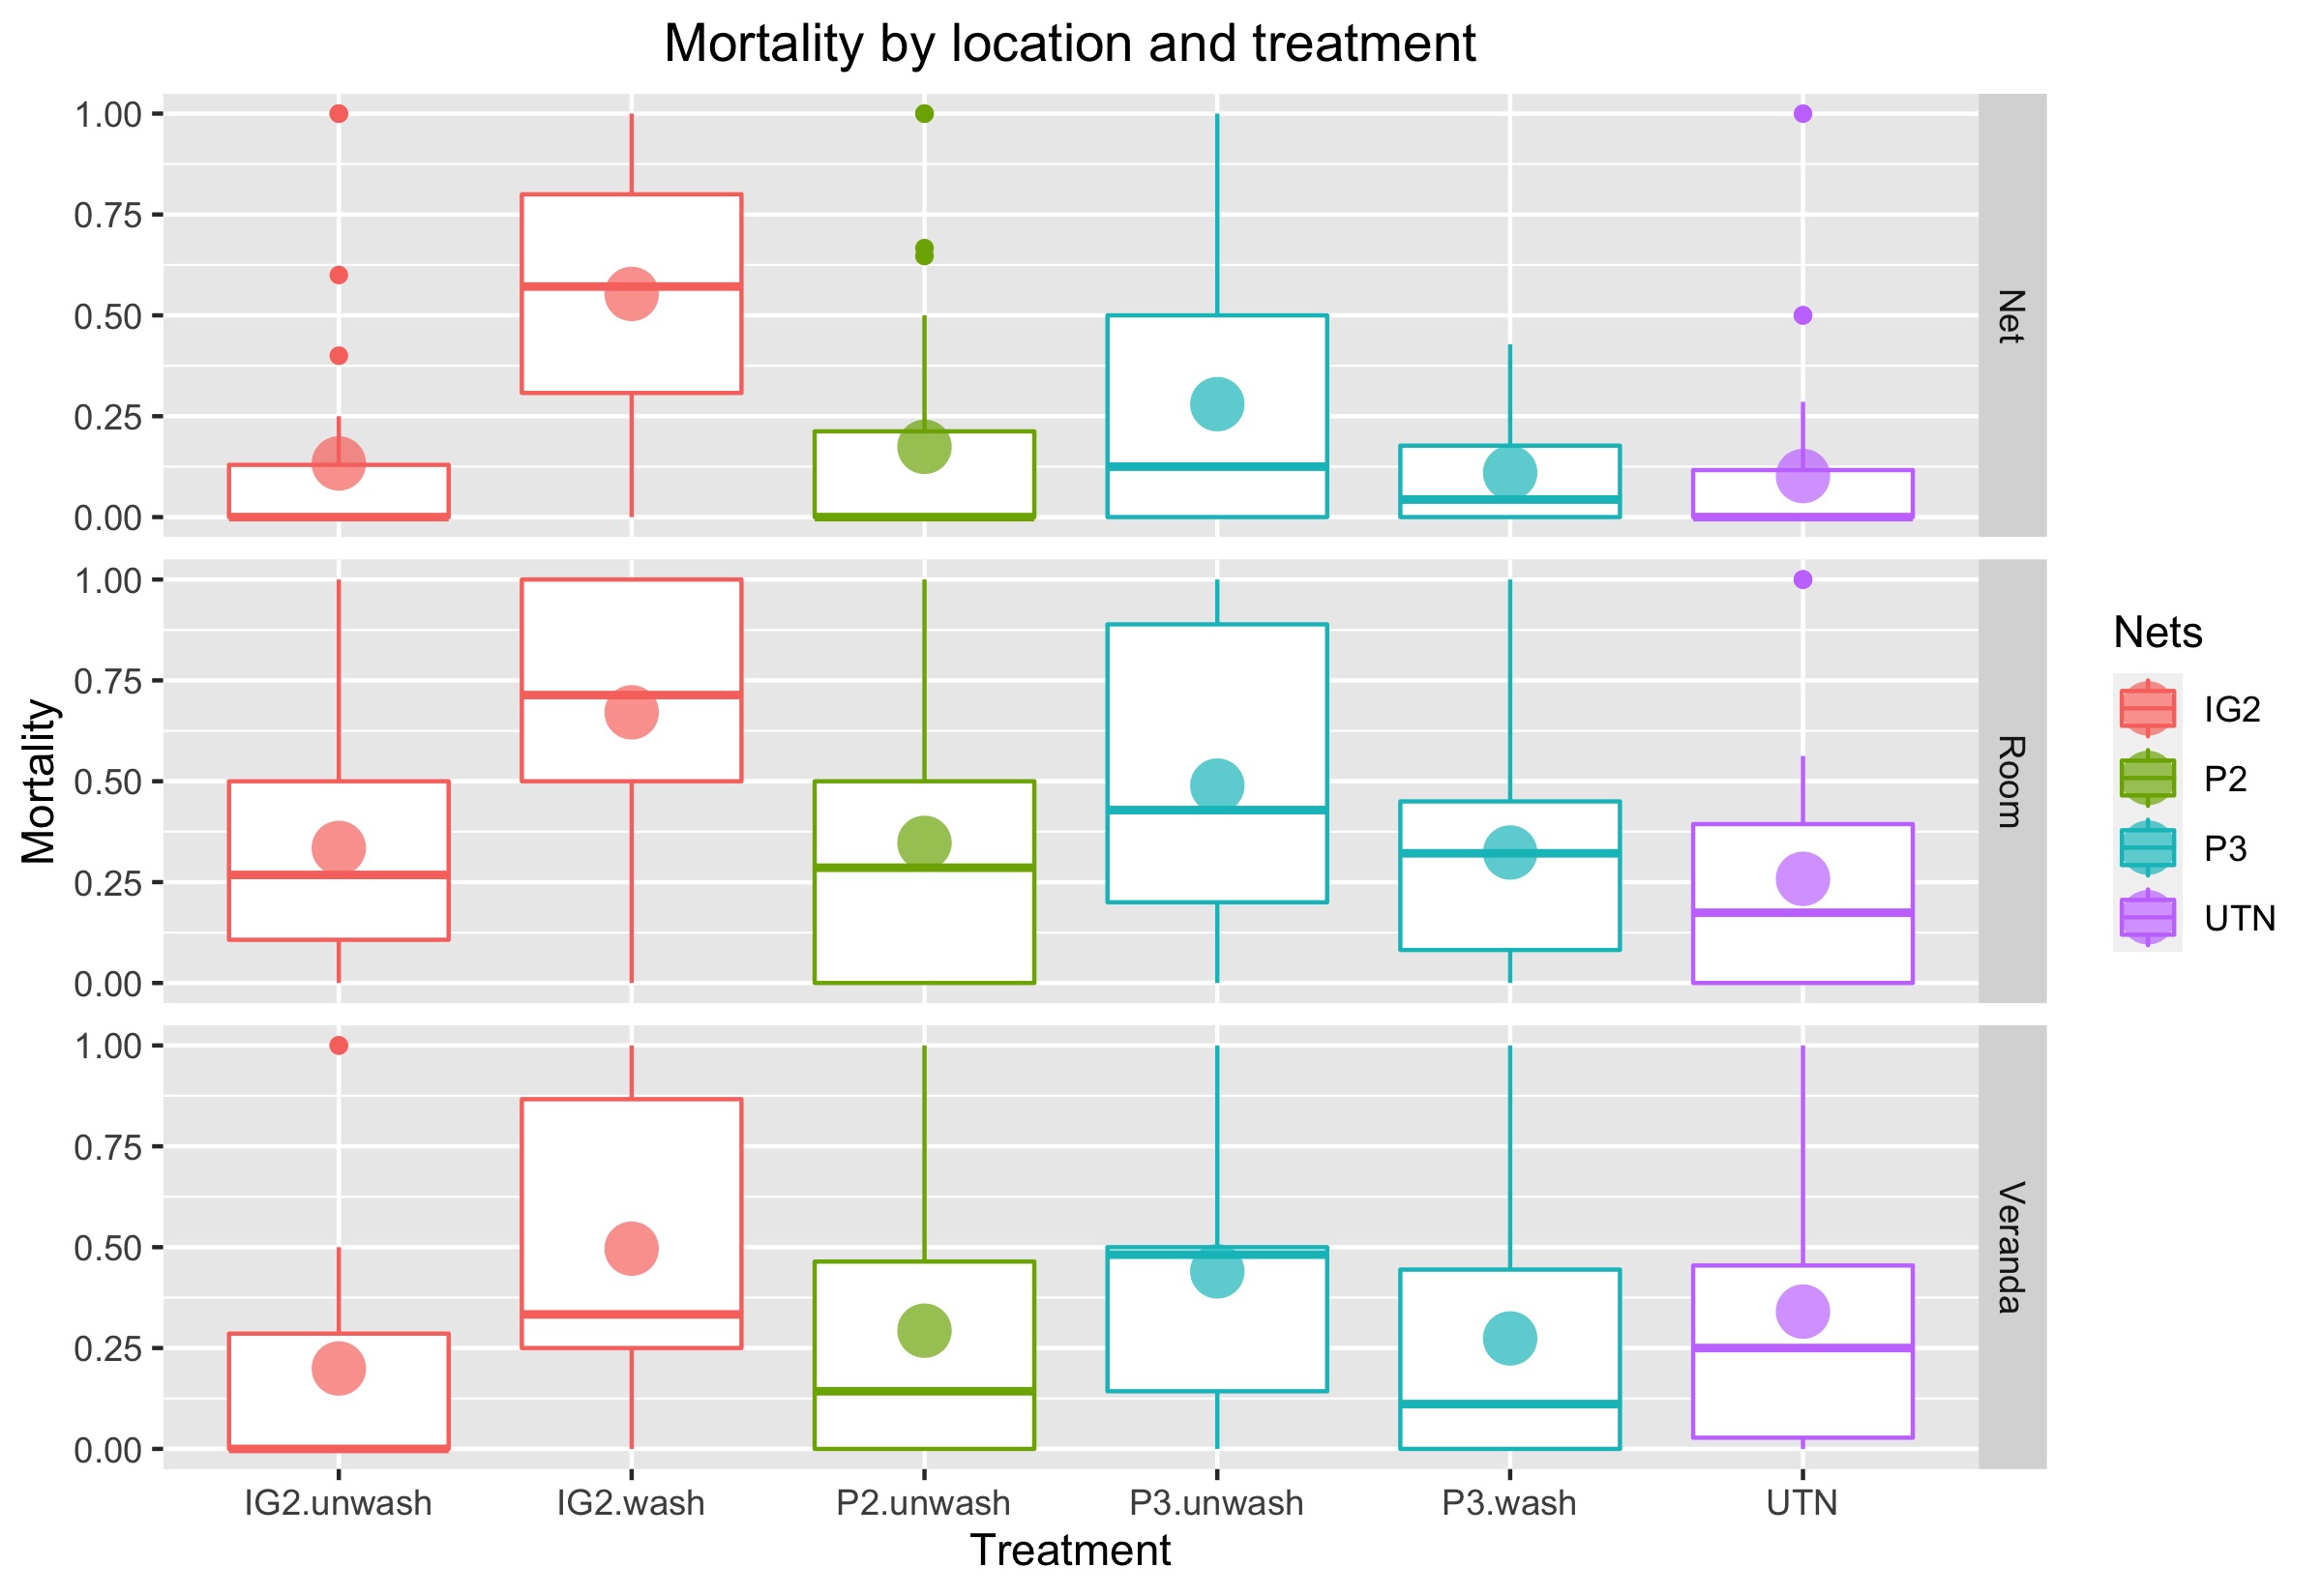 Mortality by location and treatment
1.00
0.75
0.50
0.25
0.00
Net
1.00
0.75
0.50
0.25
0.00
Room
1.00
0.75
0.50
0.25
0.00
Veranda
Mortality
IG2.unwash IG2.wash P2.unwash P3.unwash P3.wash UTN
Treatment
Nets
IG2
P2
P3
UTN